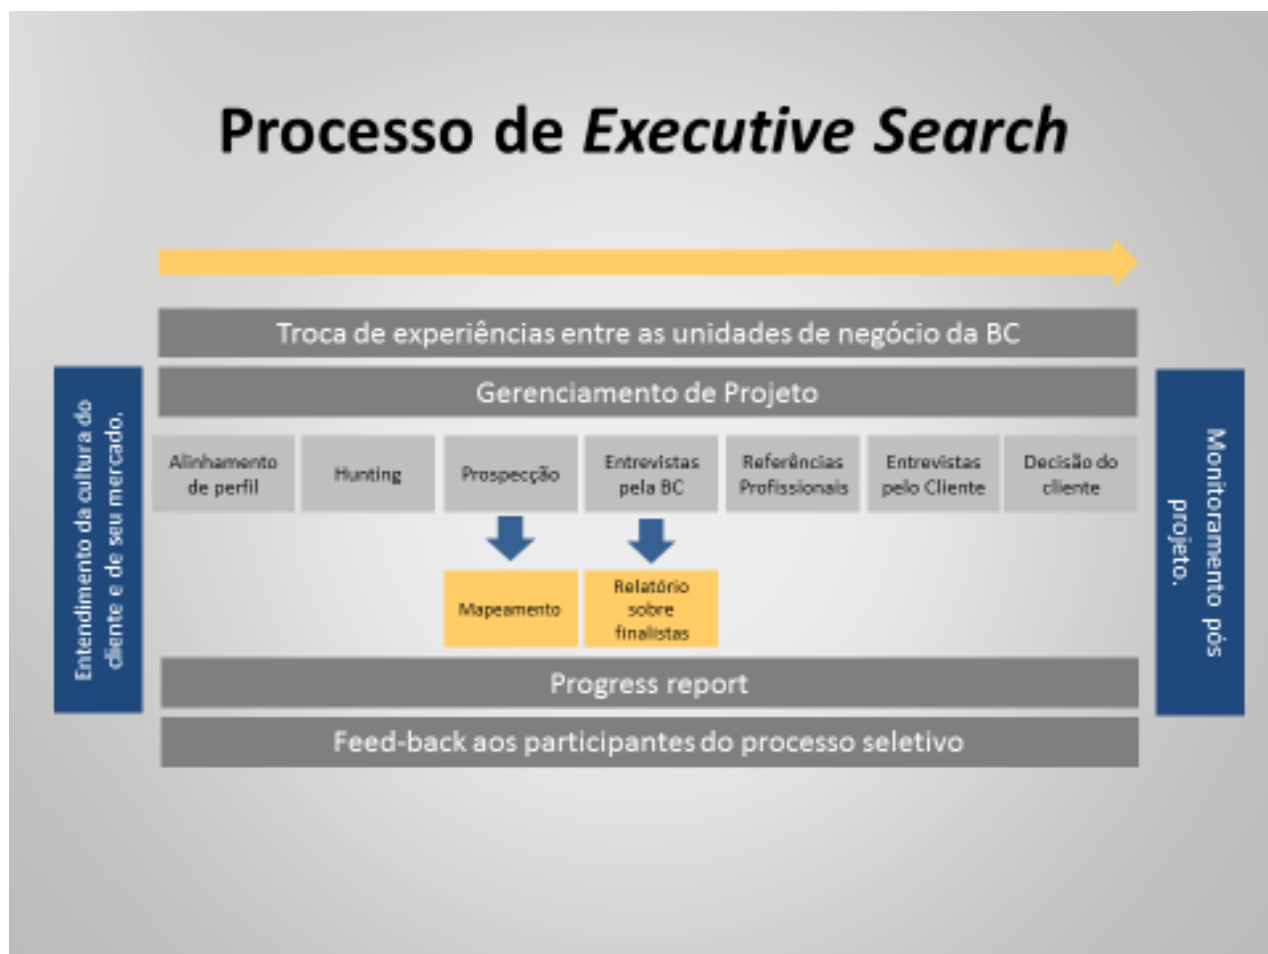 Processo de Executive Search
Troca de experiências entre as unidades de negócio da BC
Gerenciamento de Projeto
Entendimento da cultura do
cliente e de seu mercado.
Alinhamento
de perfil
Hunting
Prospecção
Entrevistas
pela BC
Referências
Profissionais
Entrevistas
pelo Cliente
Decisão do
cliente
Mapeamento
Relatório
sobre
finalistas
Monitoramento pós
projeto.
Progress report
Feed-back aos participantes do processo seletivo